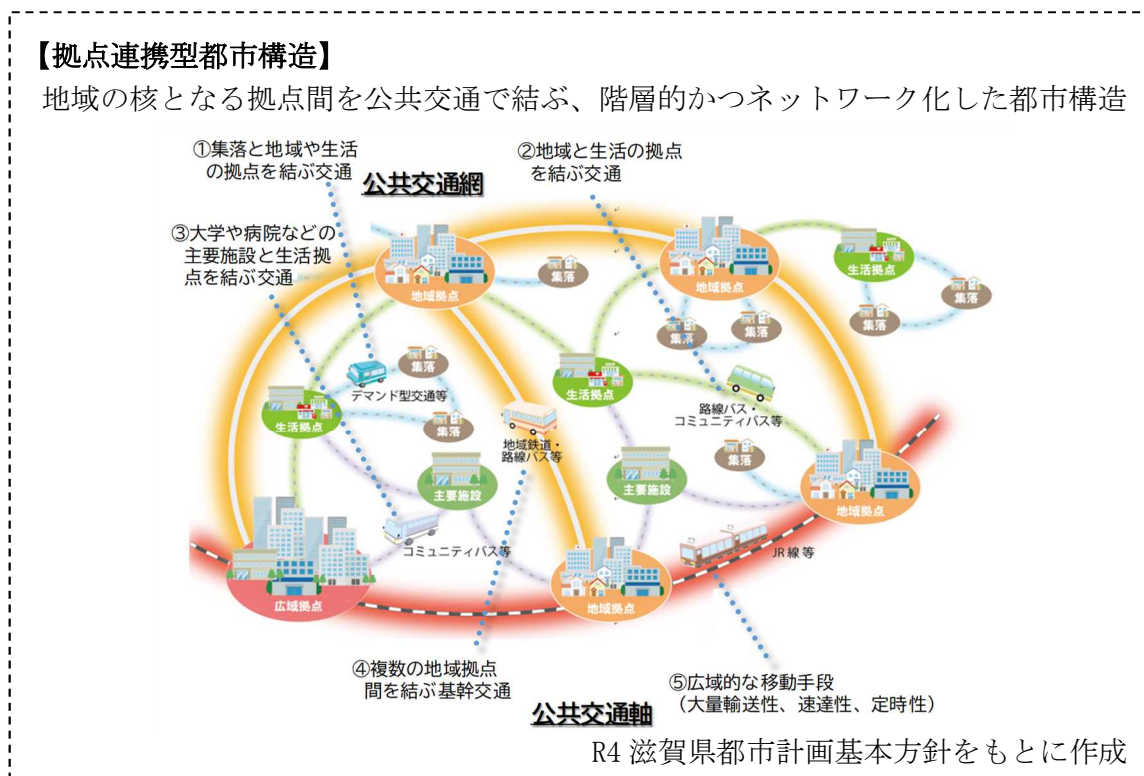 【拠点連携型都市構造】
地域の核となる拠点間を公共交通で結ぶ、階層的かつネットワーク化した都市構造
①集落と地域や生活
の拠点を結ぶ交通
②地域と生活の拠点
を結ぶ交通
公共交通網
③大学や病院などの
主要施設と生活拠
点を結ぶ交通
地域拠点
集落
地域拠点
生活拠点
集落
集落
集落
集落
集落
デマンド型交通等
生活拠点
集落
生活拠点
路線バス・
コミュニティバス等
地域鉄道・
路線バス等
主要施設
主要施設
集落
地域拠点
コミュニティバス等
JR線等
広域拠点
地域拠点
④複数の地域拠点
間を結ぶ基幹交通
⑤広域的な移動手段
（大量輸送性、速達性、定時性）
公共交通軸
R4 滋賀県都市計画基本方針をもとに作成